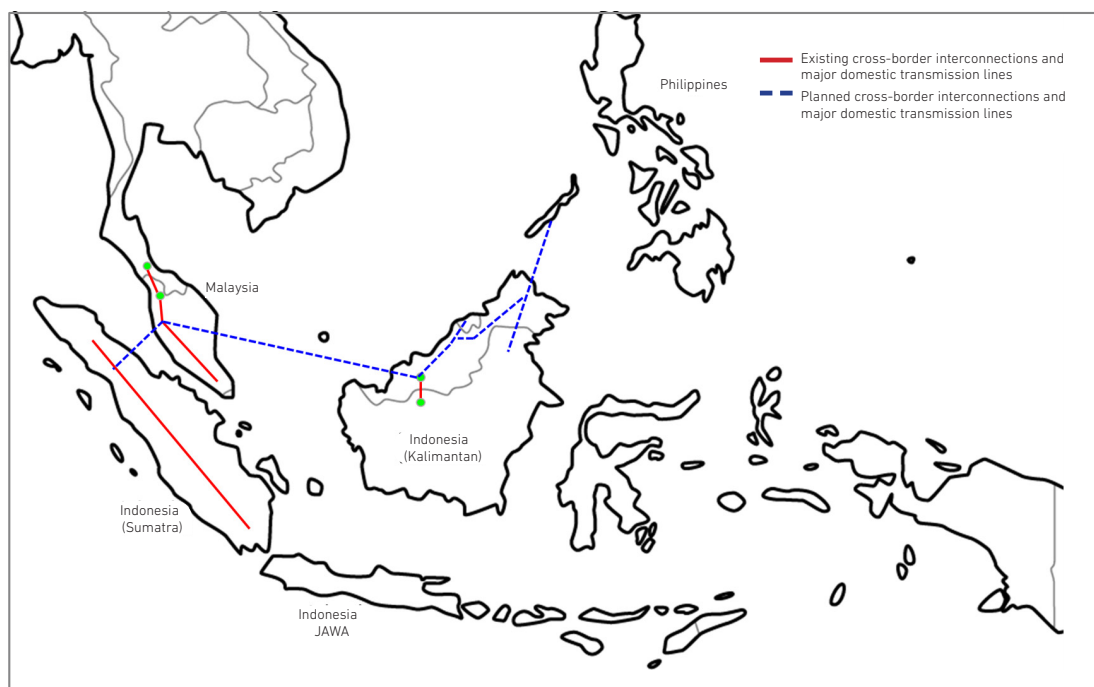 Existing cross-border interconnections and
major domestic transmission lines
Planned cross-border interconnections and
major domestic transmission lines
Philippines
Malaysia
Indonesia
(Kalimantan)
Indonesia
(Sumatra)
Indonesia
JAWA